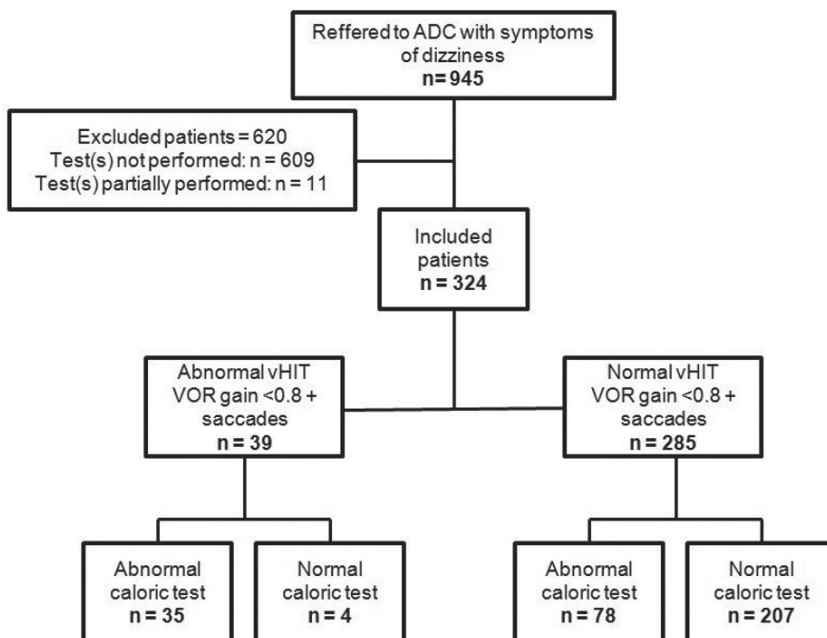 Reffered to ADC with symptoms
of dizziness
n= 945
Excluded patients = 620
Test(s) not performed: n = 609
Test(s) partially performed: n = 11
Included
patients
n = 324
Abnormal vHIT
VOR gain <0.8 +
saccades
n = 39
Normal vHIT
VOR gain <0.8 +
saccades
n = 285
Abnormal
caloric test
n = 35
Normal
caloric test
n = 4
Abnormal
caloric test
n = 78
Normal
caloric test
n = 207